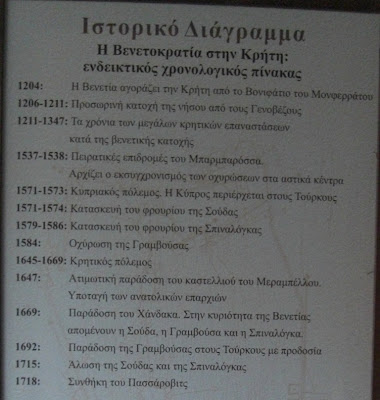 Ιστορικό Διάγραμμα
Η Βενετοκρατία στην Κρήτη:
ενδεικτικός χρονολογικός πίνακας
1204: Η Βενετία αγοράζει την Κρήτη από το Βονιφάτιο του Μονφερράτου
1206-1211: Προσωρινή κατοχή της νήσου από τους Γενοβέζους
1211-1347: Τα χρόνια των μεγάλων κρητικών επαναστάσεων
κατά της βενετικής κατοχής
1537-1538: Πειρατικές επιδρομές του Μπαρμπαρόσσα.
Αρχίζει ο εκσυγχρονισμός των οχυρώσεων στα αστικά κέντρα
1571-1573: Κυπριακός πόλεμος. Η Κύπρος περιέρχεται στους Τούρκους
1571-1574: Κατασκευή του φρουρίου της Σούδας
1579-1586: Κατασκευή του φρουρίου της Σπιναλόγκας
1584: Οχύρωση της Γραμβούσας
1645-1669: Κρητικός πόλεμος
1647: Ατιμωτική παράδοση του καστελλιού του Μεραμπέλλου.
Υποταγή των ανατολικών επαρχιών
1669: Παράδοση του Χάνδακα. Στην κυριότητα της Βενετίας
απομένουν η Σούδα, η Γραμβούσα και η Σπιναλόγκα.
1692: Παράδοση της Γραμβούσας στους Τούρκους με προδοσία
1715: Άλωση της Σούδας και της Σπιναλόγκας
1718: Συνθήκη του Πασσάροβιτς